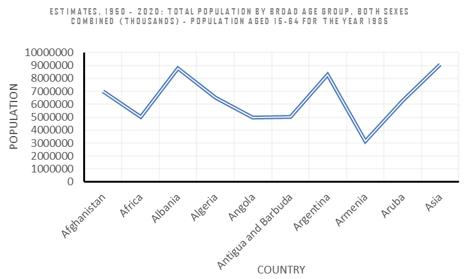 ESTIMATES, 1950 - 2020: TOTAL POPULATION BY BROAD AGE GROUP, BOTH SEXES
COMBINED (THOUSANDS) - POPULATION AGED 15-64 FOR THE YEAR 1985
10000000
9000000
8000000
7000000
6000000
5000000
4000000
3000000
2000000
1000000
0
POPULATION
Afghanistan
Africa
Albania
Algeria
Angola
Antigua and Barbuda
Argentina
Armenia
Aruba
Asia
COUNTRY